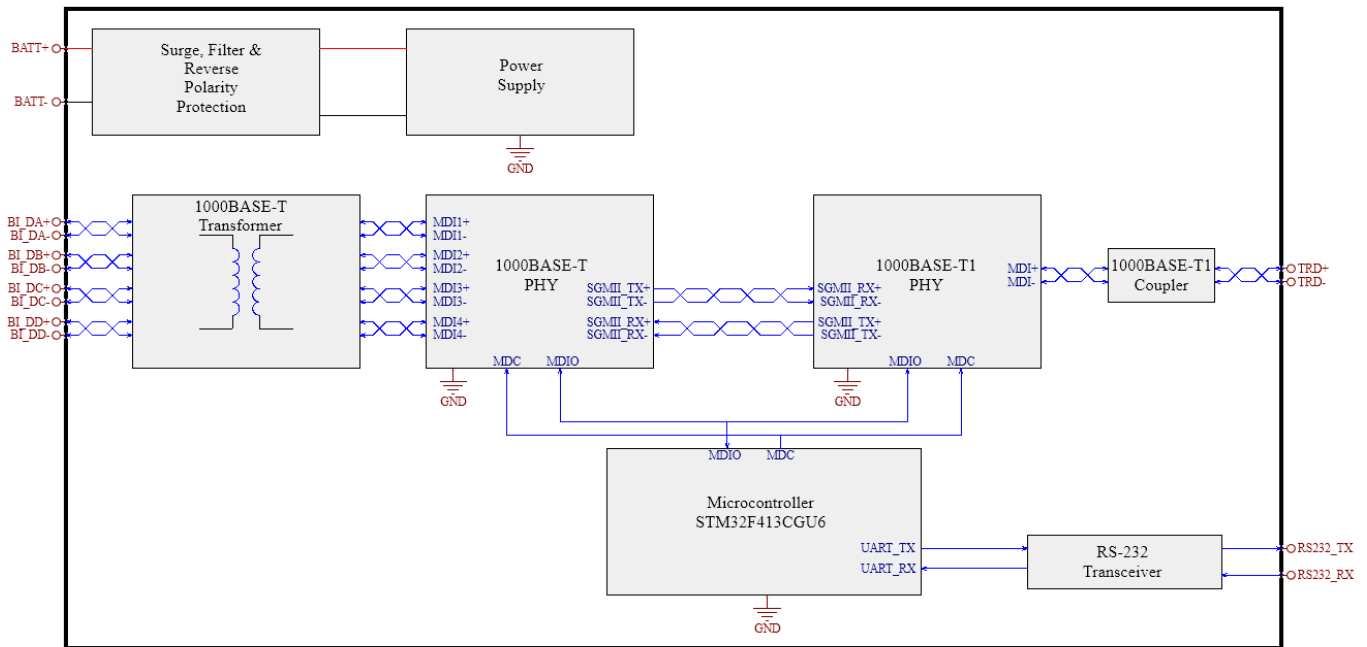 BATT+
BATT-
Surge, Filter &
Reverse
Polarity
Protection
Power
Supply
GND
BI_DA+
BI_DA-
BI_DB+
BI_DB-
BI_DC+
BI_DC-
BI_DD+
BI_DD-
1000BASE-T
Transformer
MDI1+
MDI1-
MDI2+
MDI2-
MDI3+
MDI3-
MDI4+
MDI4-
1000BASE-T
PHY
SGMII_TX+
SGMII_TX-
SGMII_RX+
SGMII_RX-
MDC
MDIO
GND
1000BASE-T1
PHY
SGMII_RX+
SGMII_RX-
SGMII_TX+
SGMII_TX-
MDI+
MDI-
MDIO
MDC
GND
1000BASE-T1
Coupler
TRD+
TRD-
MDIO
MDC
Microcontroller
STM32F413CGU6
UART_TX
UART_RX
GND
RS-232
Transceiver
RS232_TX
RS232_RX